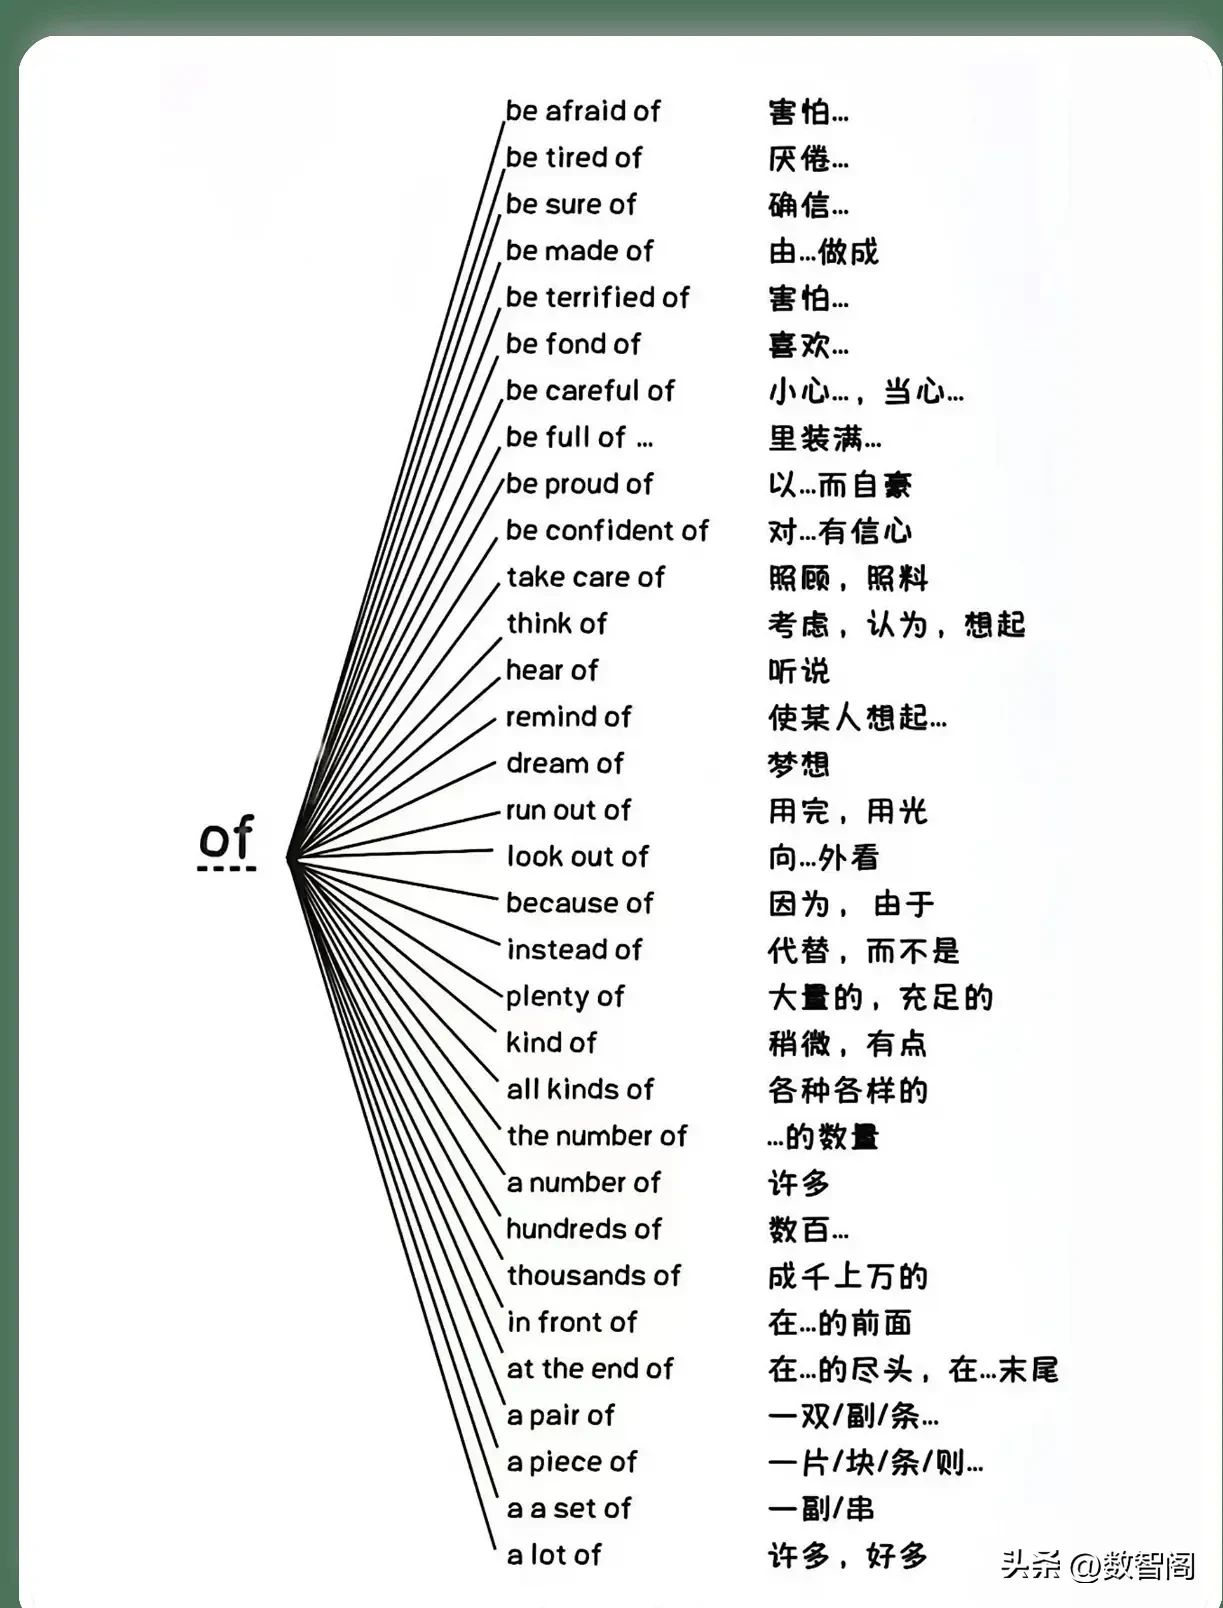 be afraid of 害怕...
be tired of 厌倦...
be sure of 确信...
be made of 由...做成
be terrified of 害怕...
be fond of 喜欢...
be careful of 小心...，当心...
be full of ... 里装满...
be proud of 以...而自豪
be confident of 对...有信心
take care of 照顾，照料
think of 考虑，认为，想起
hear of 听说
remind of 使某人想起...
dream of 梦想
run out of 用完，用光
of
look out of 向...外看
because of 因为，由于
instead of 代替，而不是
plenty of 大量的，充足的
kind of 稍微，有点
all kinds of 各种各样的
the number of ...的数量
a number of 许多
hundreds of 数百...
thousands of 成千上万的
in front of 在...的前面
at the end of 在...的尽头，在...末尾
a pair of 一双/副/条...
a piece of 一片/块/条/则...
a a set of 一副/串
a lot of 许多，好多
头条 @数智阁